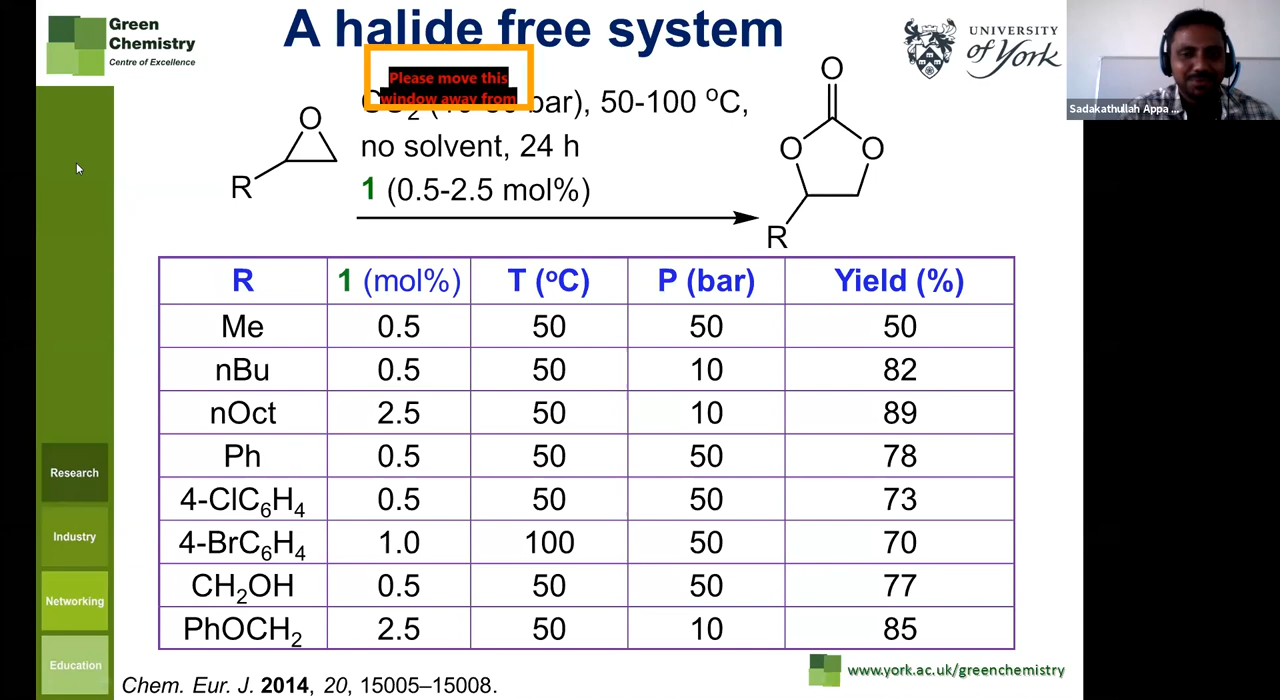 Green
Chemistry
Centre of Excellence
A halide free system
UNIVERSITY
of York
Sadakathullah Appa ...
Please move this
window away from
bar), 50-100 ºC,
no solvent, 24 h
1 (0.5-2.5 mol%)
O
R
O
O
O
R
R 1 (mol%) T (ºC) P (bar) Yield (%)
Me 0.5 50 50 50
nBu 0.5 50 10 82
nOct 2.5 50 10 89
Ph 0.5 50 50 78
4-ClC₆H₄ 0.5 50 50 73
4-BrC₆H₄ 1.0 100 50 70
CH₂OH 0.5 50 50 77
PhOCH₂ 2.5 50 10 85
Research
Industry
Networking
Education
www.york.ac.uk/greenchemistry
Chem. Eur. J. 2014, 20, 15005–15008.